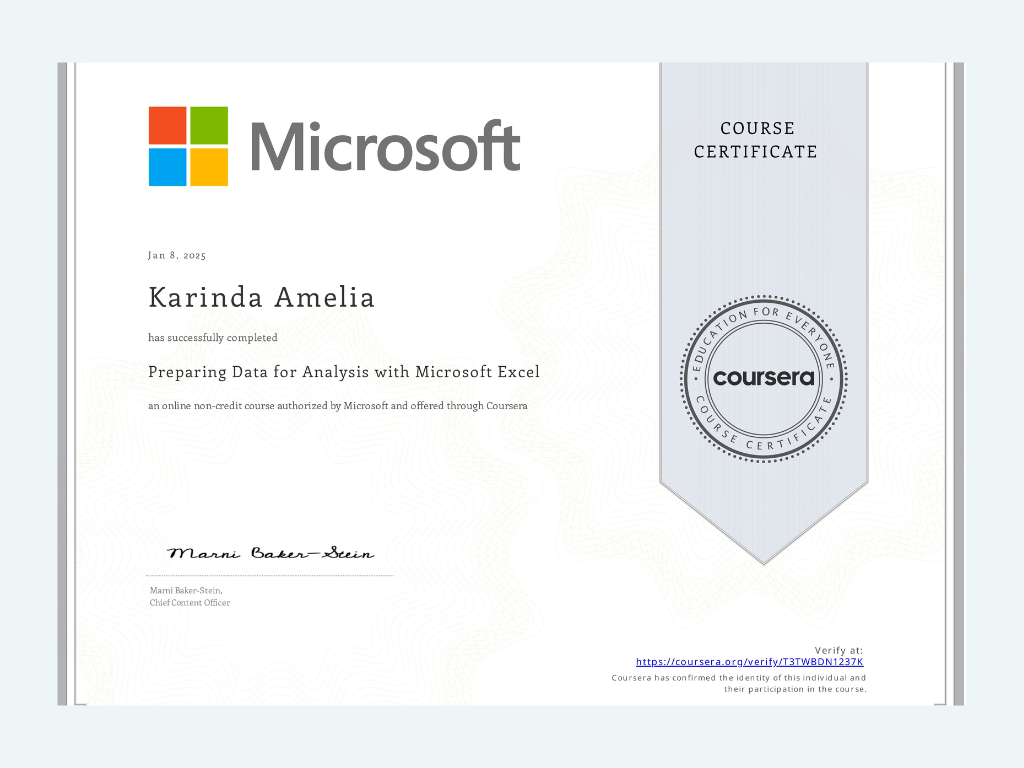 Microsoft
COURSE
CERTIFICATE
Jan 8, 2025
Karinda Amelia
has successfully completed
Preparing Data for Analysis with Microsoft Excel
an online non-credit course authorized by Microsoft and offered through Coursera
EDUCATION FOR EVERYONE
coursera
COURSE CERTIFICATE
Marni Baker-Stein
Marni Baker-Stein,
Chief Content Officer
Verify at:
https://coursera.org/verify/T3TWBDN1237K
Coursera has confirmed the identity of this individual and
their participation in the course.